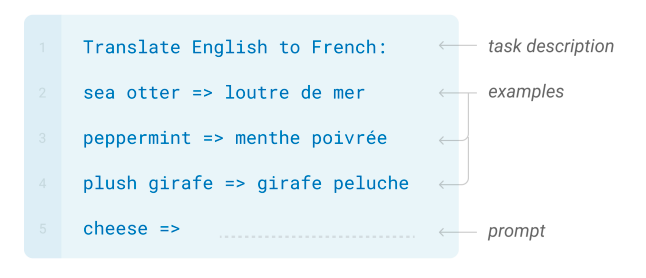 1 Translate English to French: task description
2 sea otter => loutre de mer examples
3 peppermint => menthe poivrée
4 plush girafe => girafe peluche
5 cheese => prompt